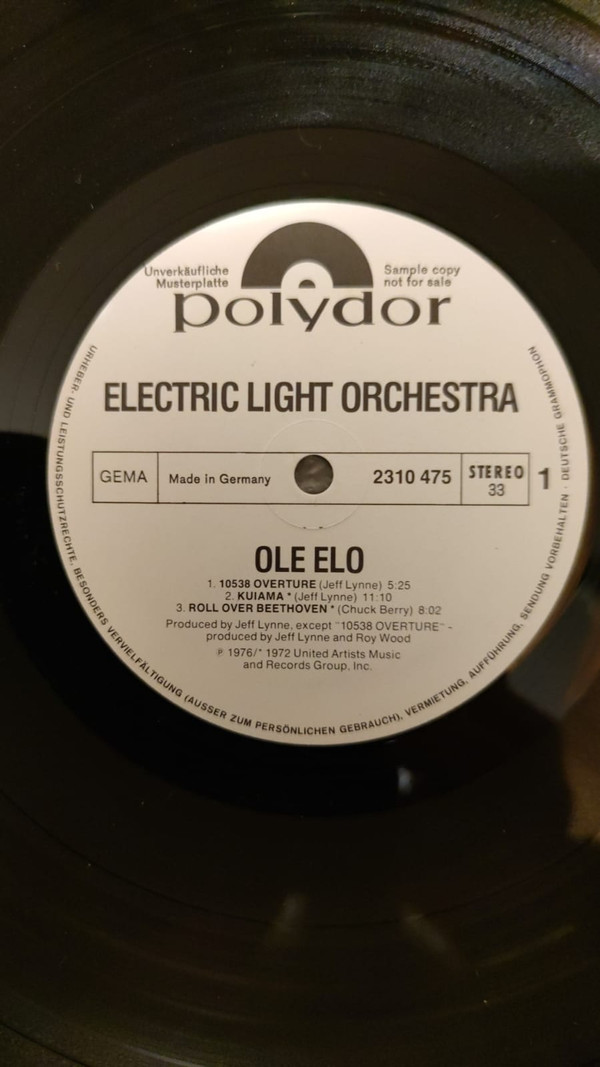 Unverkäufliche
Musterplatte
Sample copy
not for sale
polydor
ELECTRIC LIGHT ORCHESTRA
GEMA
Made in Germany
2310 475
STEREO
33
1
OLE ELO
1. 10538 OVERTURE (Jeff Lynne) 5:25
2. KUIAMA * (Jeff Lynne) 11:10
3. ROLL OVER BEETHOVEN * (Chuck Berry) 8:02
Produced by Jeff Lynne, except "10538 OVERTURE" -
produced by Jeff Lynne and Roy Wood
℗ 1976/* 1972 United Artists Music
and Records Group, Inc.
URHEBER- UND LEISTUNGSSCHUTZRECHTE, BESONDERS VERVIELFÄLTIGUNG (AUSSER ZUM PERSÖNLICHEN GEBRAUCH), VERMIETUNG, AUFFÜHRUNG, SENDUNG VORBEHALTEN · DEUTSCHE GRAMMOPHON